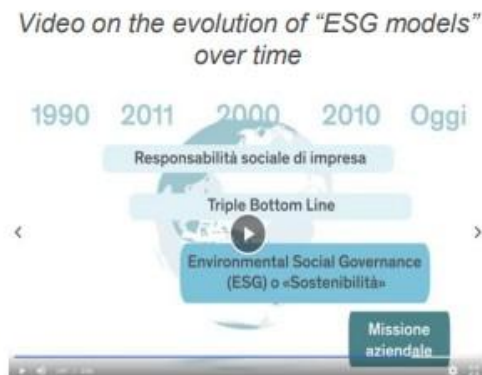 Video on the evolution of “ESG models”
over time
1990 2011 2000 2010 Oggi
Responsabilità sociale di impresa
Triple Bottom Line
Environmental Social Governance
(ESG) o «Sostenibilità»
Missione
aziendale